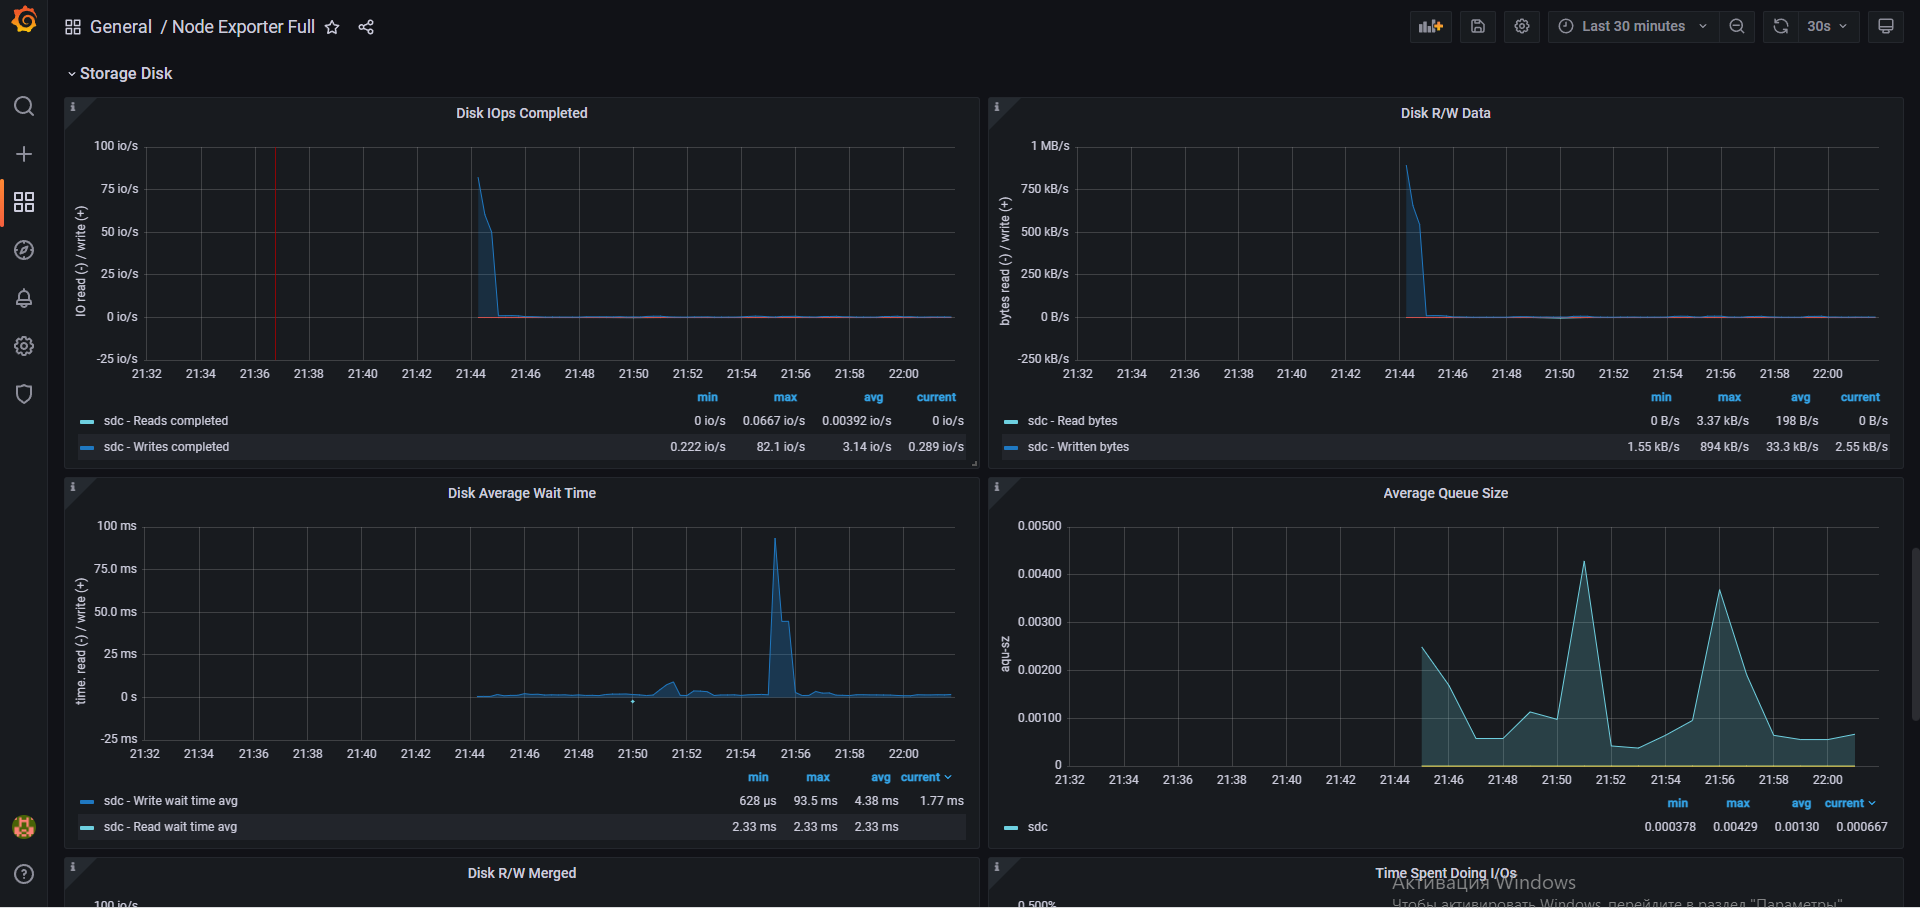 General / Node Exporter Full
Last 30 minutes
30s
Storage Disk
Disk IOps Completed
IO read (-) / write (+)
100 io/s
75 io/s
50 io/s
25 io/s
0 io/s
-25 io/s
21:32 21:34 21:36 21:38 21:40 21:42 21:44 21:46 21:48 21:50 21:52 21:54 21:56 21:58 22:00
min max avg current
sdc - Reads completed 0 io/s 0.0667 io/s 0.00392 io/s 0 io/s
sdc - Writes completed 0.222 io/s 82.1 io/s 3.14 io/s 0.289 io/s
Disk R/W Data
bytes read (-) / write (+)
1 MB/s
750 kB/s
500 kB/s
250 kB/s
0 B/s
-250 kB/s
21:32 21:34 21:36 21:38 21:40 21:42 21:44 21:46 21:48 21:50 21:52 21:54 21:56 21:58 22:00
min max avg current
sdc - Read bytes 0 B/s 3.37 kB/s 198 B/s 0 B/s
sdc - Written bytes 1.55 kB/s 894 kB/s 33.3 kB/s 2.55 kB/s
Disk Average Wait Time
time. read (-) / write (+)
100 ms
75.0 ms
50.0 ms
25 ms
0 s
-25 ms
21:32 21:34 21:36 21:38 21:40 21:42 21:44 21:46 21:48 21:50 21:52 21:54 21:56 21:58 22:00
min max avg current
sdc - Write wait time avg 628 µs 93.5 ms 4.38 ms 1.77 ms
sdc - Read wait time avg 2.33 ms 2.33 ms 2.33 ms
Average Queue Size
aqu-sz
0.00500
0.00400
0.00300
0.00200
0.00100
0
21:32 21:34 21:36 21:38 21:40 21:42 21:44 21:46 21:48 21:50 21:52 21:54 21:56 21:58 22:00
min max avg current
sdc 0.000378 0.00429 0.00130 0.000667
Disk R/W Merged
100 io/s
Time Spent Doing I/Os
0.500%
Активация Windows
Чтобы активировать Windows, перейдите в раздел "Параметры".